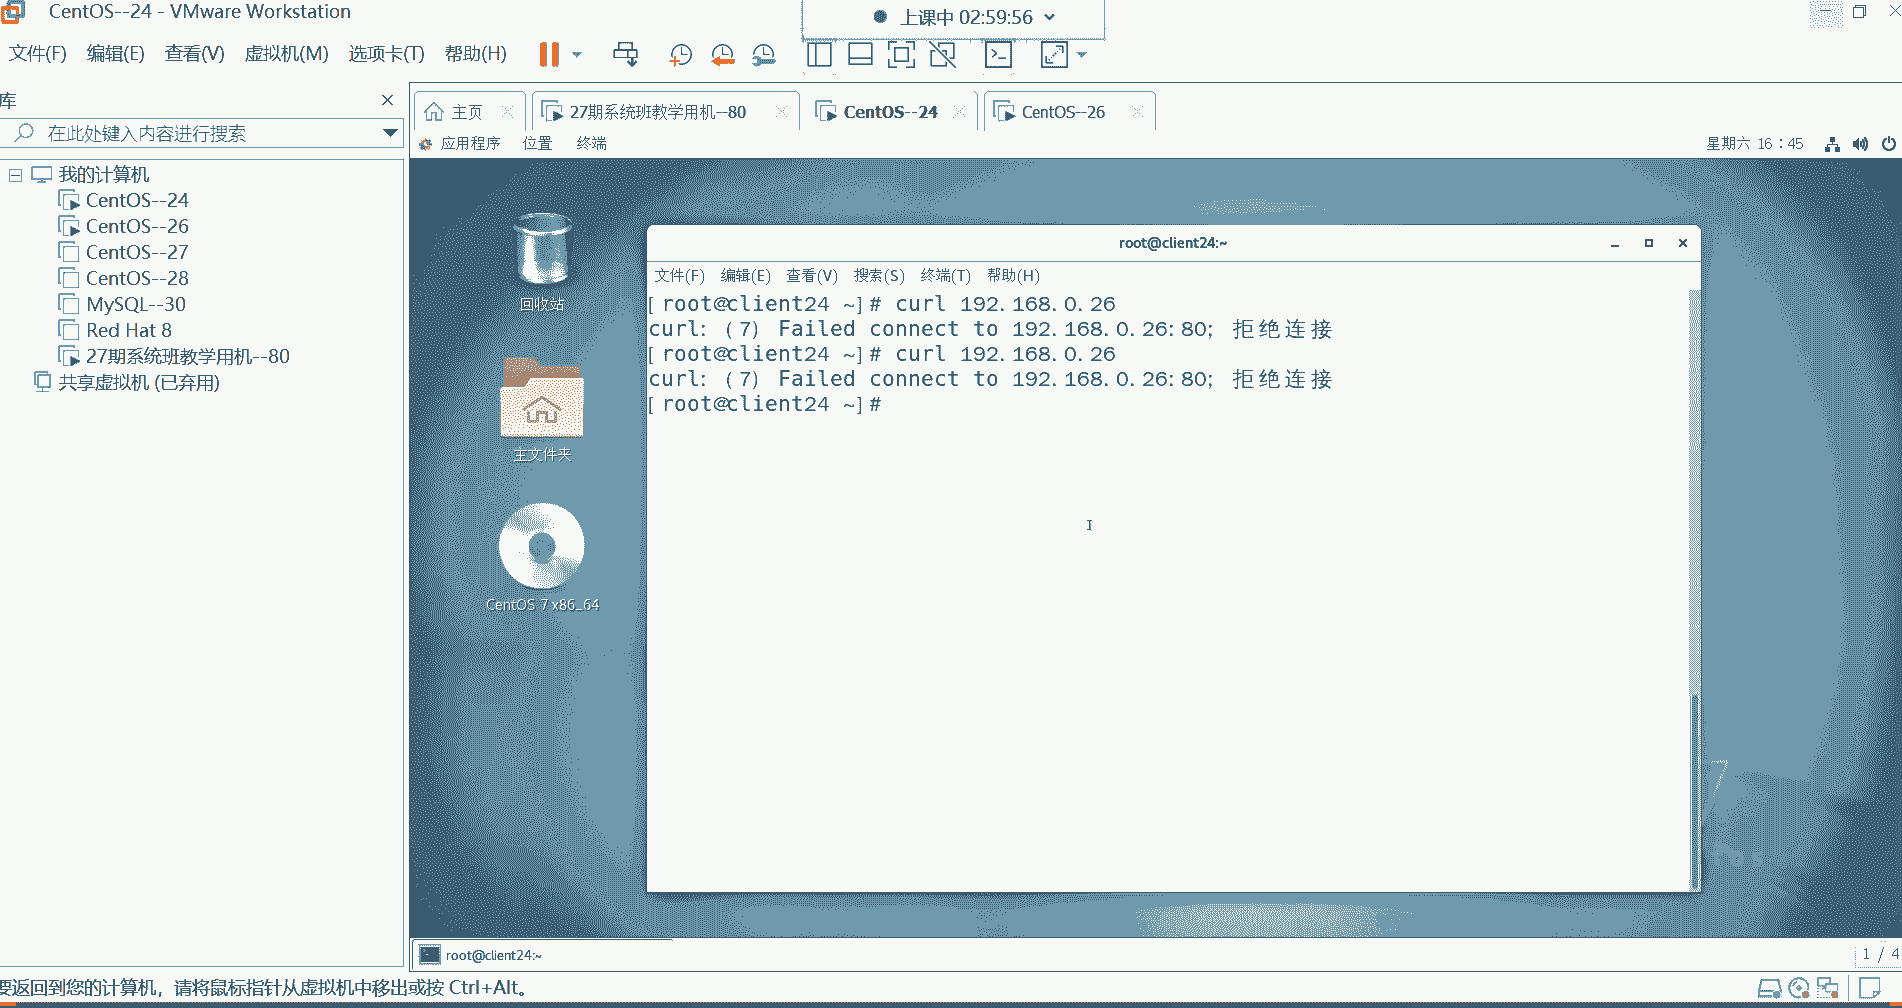 CentOS--24 - VMware Workstation
上课中 02:59:56
文件(F) 编辑(E) 查看(V) 虚拟机(M) 选项卡(T) 帮助(H)
库
在此处键入内容进行搜索
我的计算机
CentOS--24
CentOS--26
CentOS--27
CentOS--28
MySQL--30
Red Hat 8
27期系统班教学用机--80
共享虚拟机 (已弃用)
主页 27期系统班教学用机--80 CentOS--24 CentOS--26
应用程序 位置 终端 星期六 16:45
回收站
主文件夹
CentOS 7 x86_64
root@client24:~
文件(F) 编辑(E) 查看(V) 搜索(S) 终端(T) 帮助(H)
[root@client24 ~]# curl 192.168.0.26
curl: (7) Failed connect to 192.168.0.26:80; 拒绝连接
[root@client24 ~]# curl 192.168.0.26
curl: (7) Failed connect to 192.168.0.26:80; 拒绝连接
[root@client24 ~]#
7
root@client24:~
1 / 4
要返回到您的计算机，请将鼠标指针从虚拟机中移出或按 Ctrl+Alt。